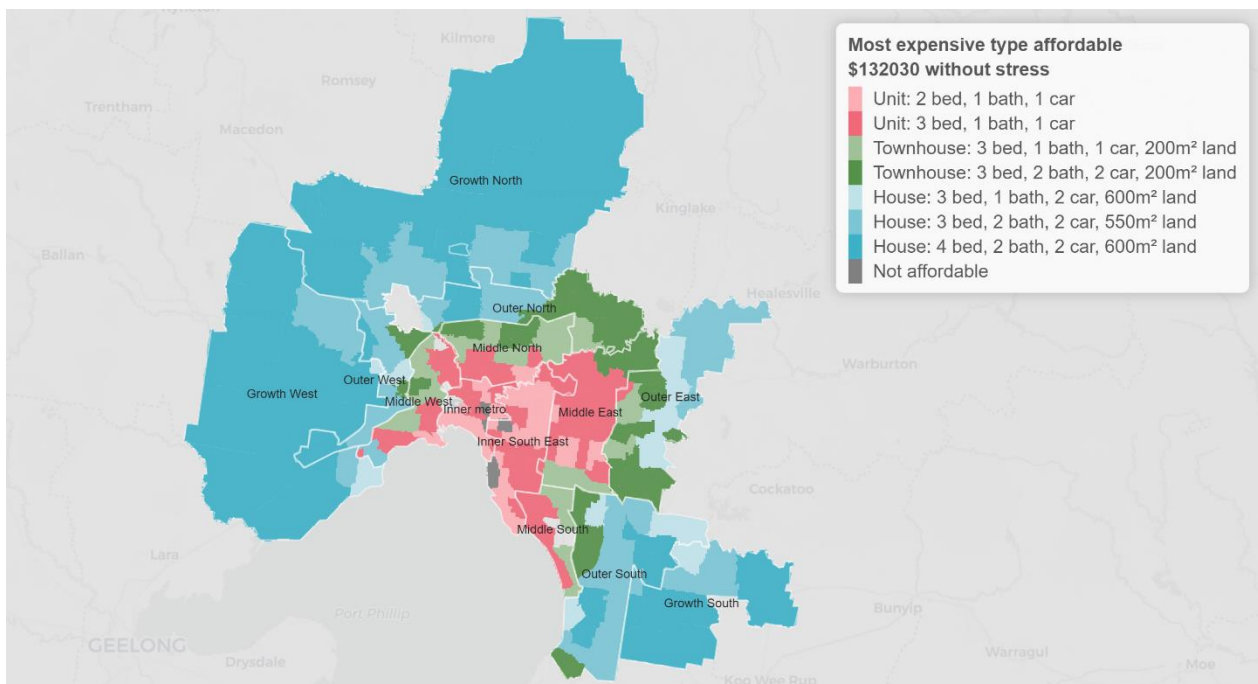 Kilmore
Romsey
Trentham
Macedon
Growth North
Kinglake
Ballan
Healesville
Outer North
Warburton
Middle North
Outer West
Growth West
Middle West
Outer East
Inner metro
Middle East
Inner South East
Cockatoo
Middle South
Lara
Outer South
Growth South
Port Phillip
Bunyip
GEELONG
Drysdale
Warragul
Moe
Koo Wee Rup
Most expensive type affordable
$132030 without stress
Unit: 2 bed, 1 bath, 1 car
Unit: 3 bed, 1 bath, 1 car
Townhouse: 3 bed, 1 bath, 1 car, 200m² land
Townhouse: 3 bed, 2 bath, 2 car, 200m² land
House: 3 bed, 1 bath, 2 car, 600m² land
House: 3 bed, 2 bath, 2 car, 550m² land
House: 4 bed, 2 bath, 2 car, 600m² land
Not affordable